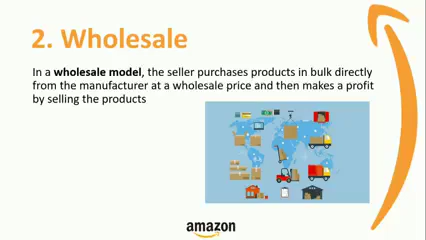 2. Wholesale
In a wholesale model, the seller purchases products in bulk directly
from the manufacturer at a wholesale price and then makes a profit
by selling the products
amazon